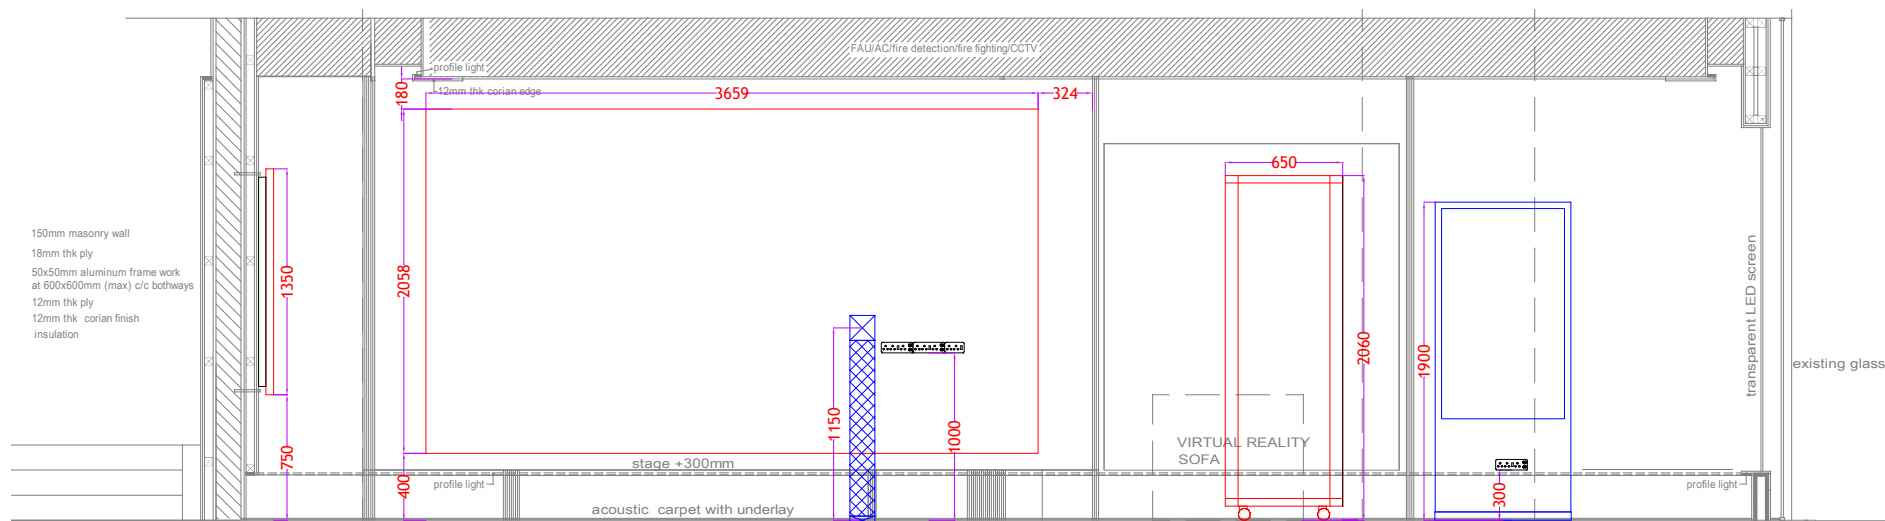 FAU/AC/fire detection/fire fighting/CCTV
profile light
12mm thk corian edge
180
3659
324
650
150mm masonry wall
18mm thk ply
50x50mm aluminum frame work
at 600x600mm (max) c/c bothways
12mm thk ply
12mm thk corian finish
insulation
1350
2058
2060
1900
transparent LED screen
existing glass
1150
1000
VIRTUAL REALITY
SOFA
750
400
stage +300mm
profile light
300
profile light
acoustic carpet with underlay